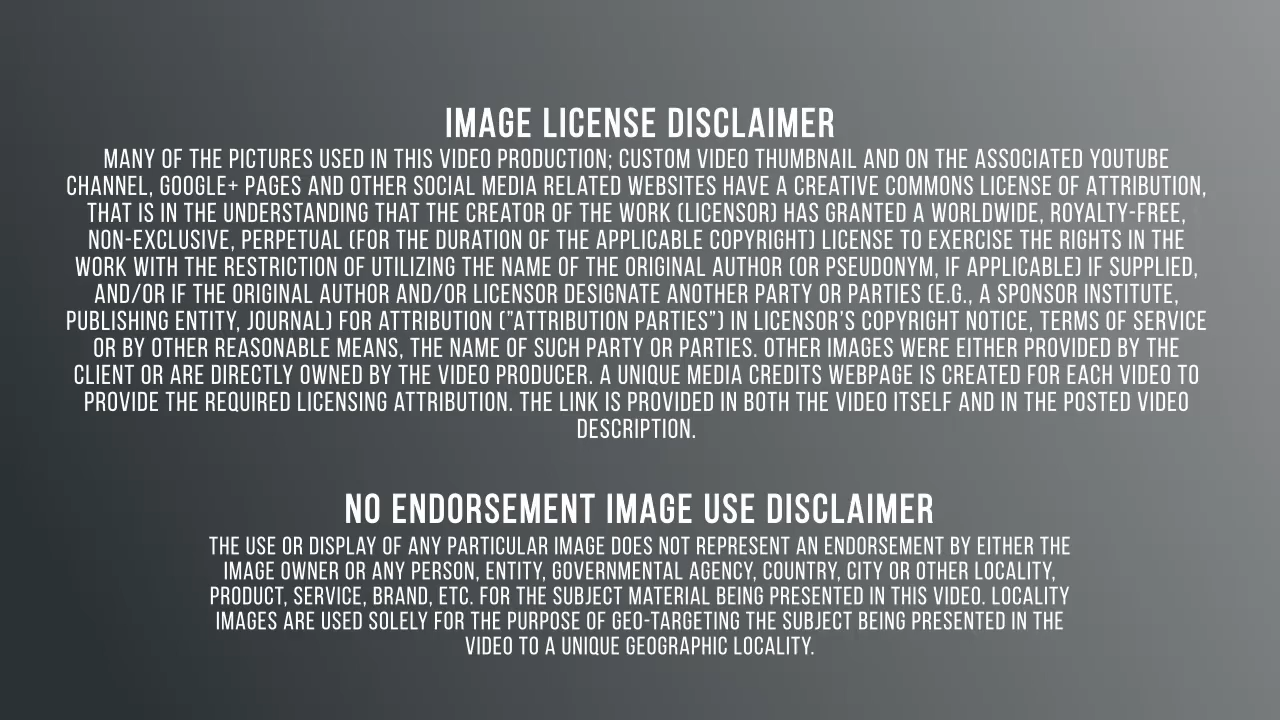 IMAGE LICENSE DISCLAIMER
MANY OF THE PICTURES USED IN THIS VIDEO PRODUCTION; CUSTOM VIDEO THUMBNAIL AND ON THE ASSOCIATED YOUTUBE
CHANNEL, GOOGLE+ PAGES AND OTHER SOCIAL MEDIA RELATED WEBSITES HAVE A CREATIVE COMMONS LICENSE OF ATTRIBUTION,
THAT IS IN THE UNDERSTANDING THAT THE CREATOR OF THE WORK (LICENSOR) HAS GRANTED A WORLDWIDE, ROYALTY-FREE,
NON-EXCLUSIVE, PERPETUAL (FOR THE DURATION OF THE APPLICABLE COPYRIGHT) LICENSE TO EXERCISE THE RIGHTS IN THE
WORK WITH THE RESTRICTION OF UTILIZING THE NAME OF THE ORIGINAL AUTHOR (OR PSEUDONYM, IF APPLICABLE) IF SUPPLIED,
AND/OR IF THE ORIGINAL AUTHOR AND/OR LICENSOR DESIGNATE ANOTHER PARTY OR PARTIES (E.G., A SPONSOR INSTITUTE,
PUBLISHING ENTITY, JOURNAL) FOR ATTRIBUTION ("ATTRIBUTION PARTIES") IN LICENSOR'S COPYRIGHT NOTICE, TERMS OF SERVICE
OR BY OTHER REASONABLE MEANS, THE NAME OF SUCH PARTY OR PARTIES. OTHER IMAGES WERE EITHER PROVIDED BY THE
CLIENT OR ARE DIRECTLY OWNED BY THE VIDEO PRODUCER. A UNIQUE MEDIA CREDITS WEBPAGE IS CREATED FOR EACH VIDEO TO
PROVIDE THE REQUIRED LICENSING ATTRIBUTION. THE LINK IS PROVIDED IN BOTH THE VIDEO ITSELF AND IN THE POSTED VIDEO
DESCRIPTION.
NO ENDORSEMENT IMAGE USE DISCLAIMER
THE USE OR DISPLAY OF ANY PARTICULAR IMAGE DOES NOT REPRESENT AN ENDORSEMENT BY EITHER THE
IMAGE OWNER OR ANY PERSON, ENTITY, GOVERNMENTAL AGENCY, COUNTRY, CITY OR OTHER LOCALITY,
PRODUCT, SERVICE, BRAND, ETC. FOR THE SUBJECT MATERIAL BEING PRESENTED IN THIS VIDEO. LOCALITY
IMAGES ARE USED SOLELY FOR THE PURPOSE OF GEO-TARGETING THE SUBJECT BEING PRESENTED IN THE
VIDEO TO A UNIQUE GEOGRAPHIC LOCALITY.